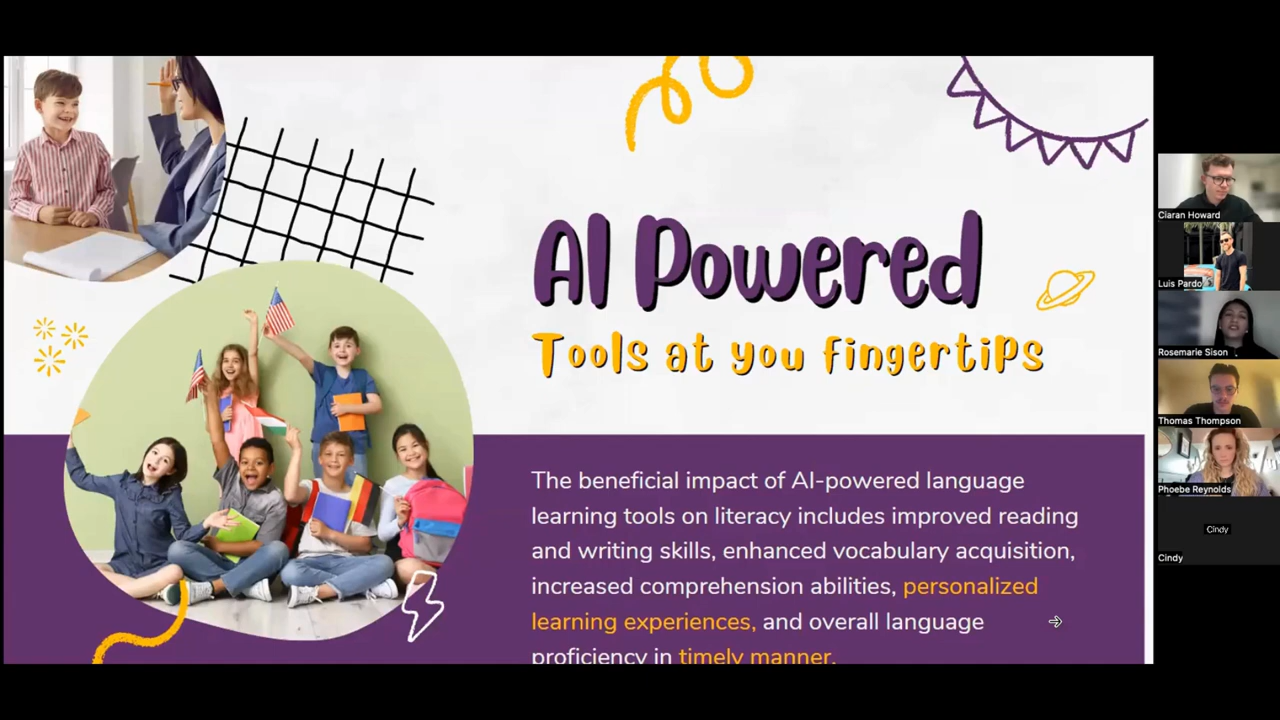 AI Powered
Tools at you fingertips
The beneficial impact of AI-powered language
learning tools on literacy includes improved reading
and writing skills, enhanced vocabulary acquisition,
increased comprehension abilities, personalized
learning experiences, and overall language
proficiency in timely manner.
Ciaran Howard
Luis Pardo
Rosemarie Sison
Thomas Thompson
Phoebe Reynolds
Cindy
Cindy